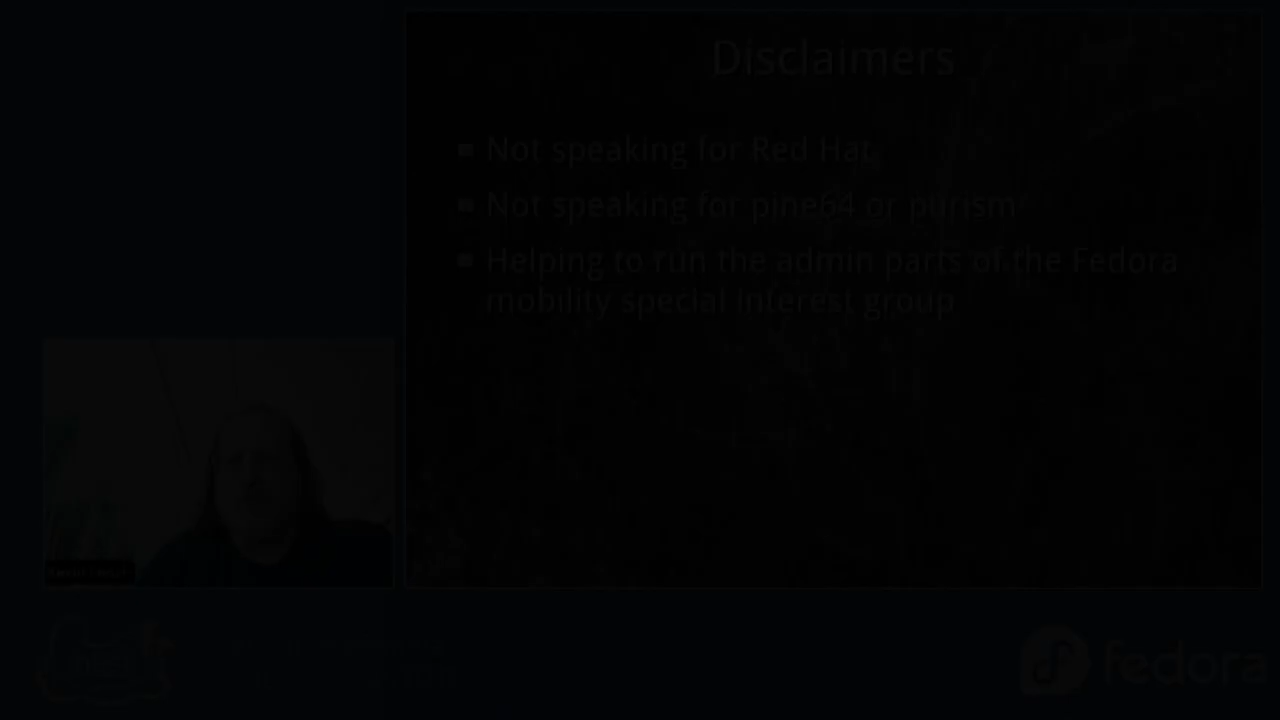 Disclaimers
Not speaking for Red Hat
Not speaking for pine64 or purism
Helping to run the admin parts of the Fedora
mobility special interest group
fedora